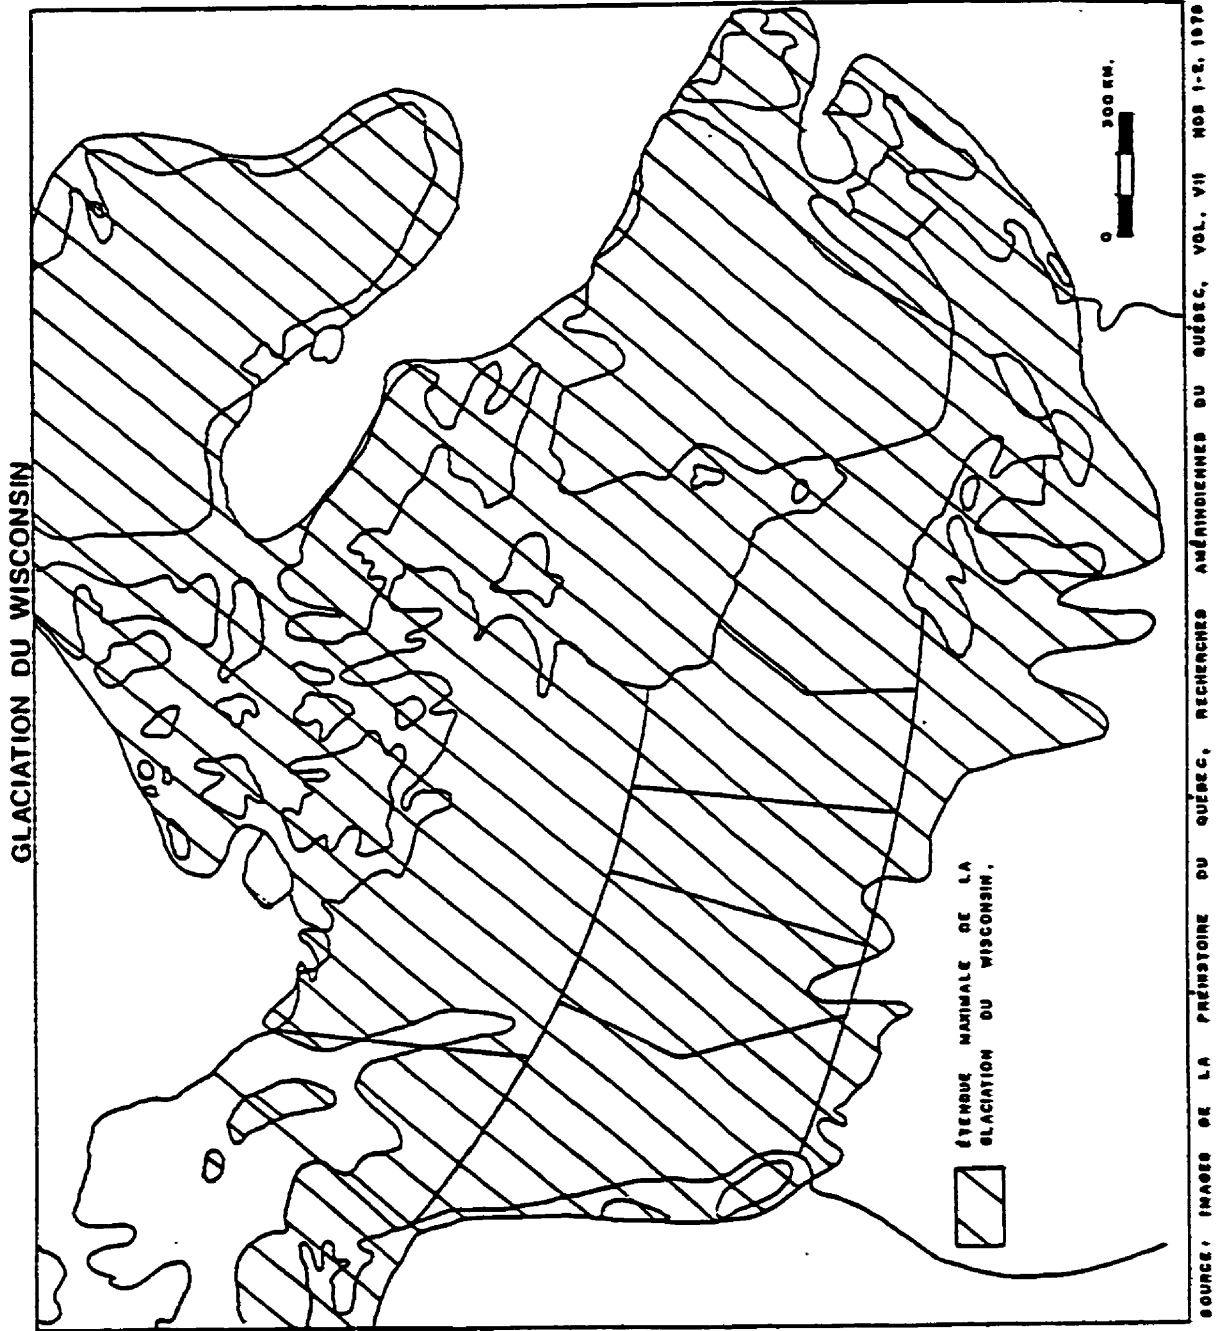 GLACIATION DU WISCONSIN
0 300 KM.
ÉTENDUE MAXIMALE DE LA
GLACIATION DU WISCONSIN.
SOURCE: IMAGES DE LA PRÉHISTOIRE DU QUÉBEC, RECHERCHES AMÉRINDIENNES DU QUÉBEC, VOL. VII NOS 1-2, 1978